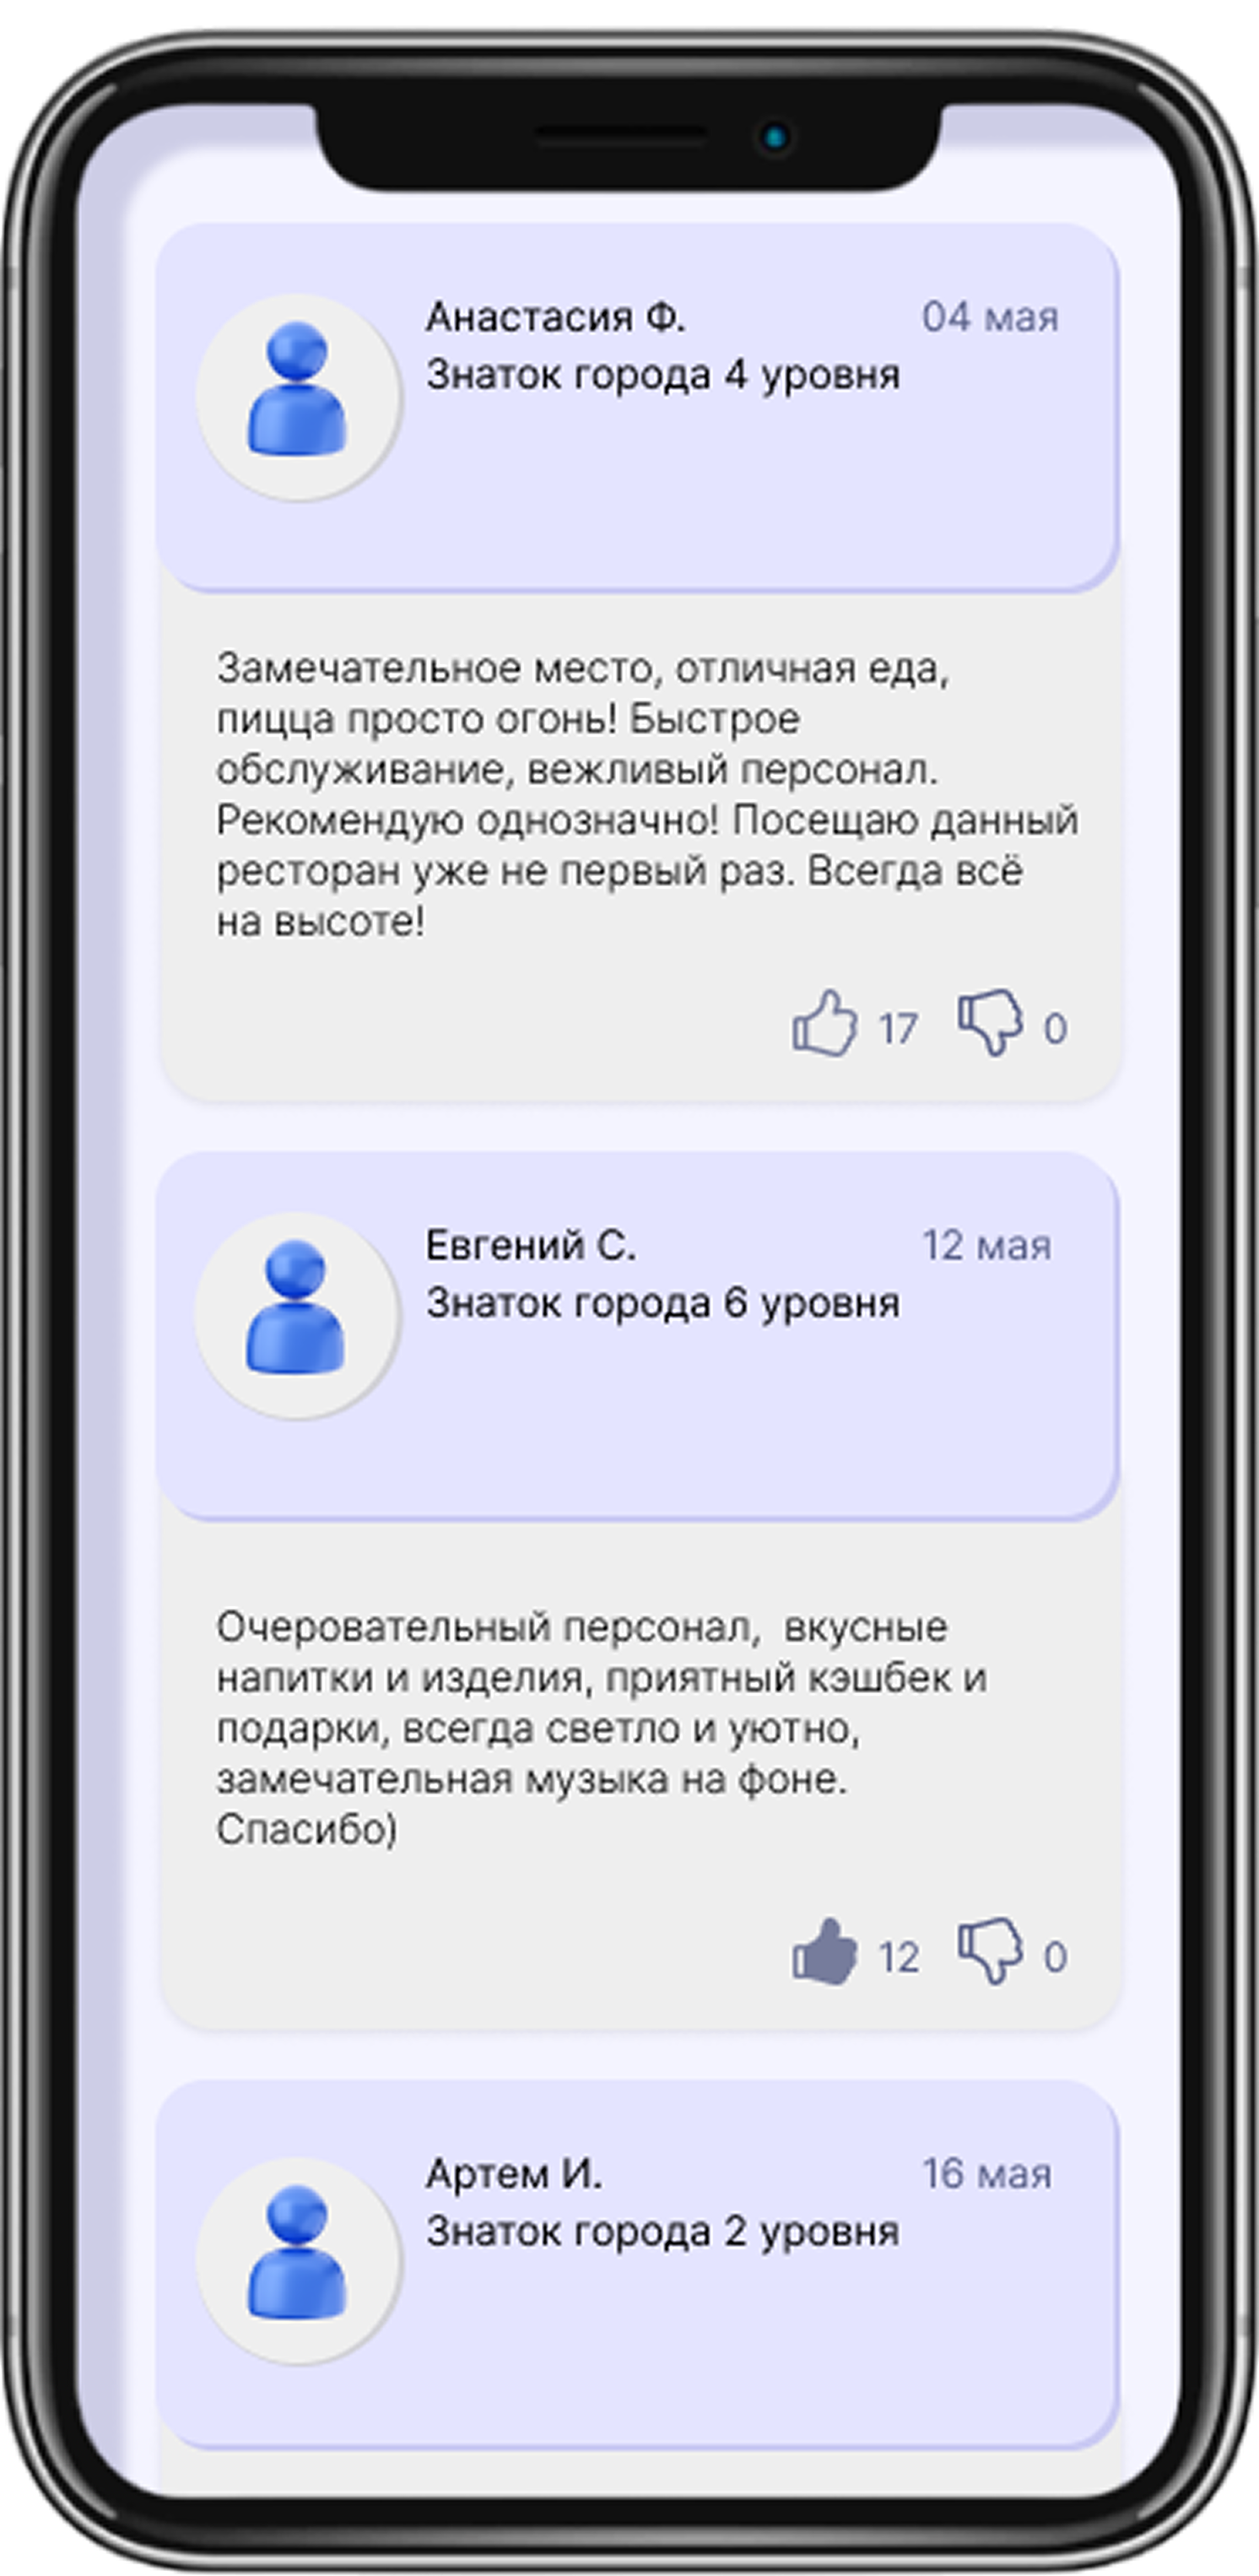 Анастасия Ф.
04 мая
Знаток города 4 уровня
Замечательное место, отличная еда,
пицца просто огонь! Быстрое
обслуживание, вежливый персонал.
Рекомендую однозначно! Посещаю данный
ресторан уже не первый раз. Всегда всё
на высоте!
17
0
Евгений С.
12 мая
Знаток города 6 уровня
Очеровательный персонал,  вкусные
напитки и изделия, приятный кэшбек и
подарки, всегда светло и уютно,
замечательная музыка на фоне.
Спасибо)
12
0
Артем И.
16 мая
Знаток города 2 уровня